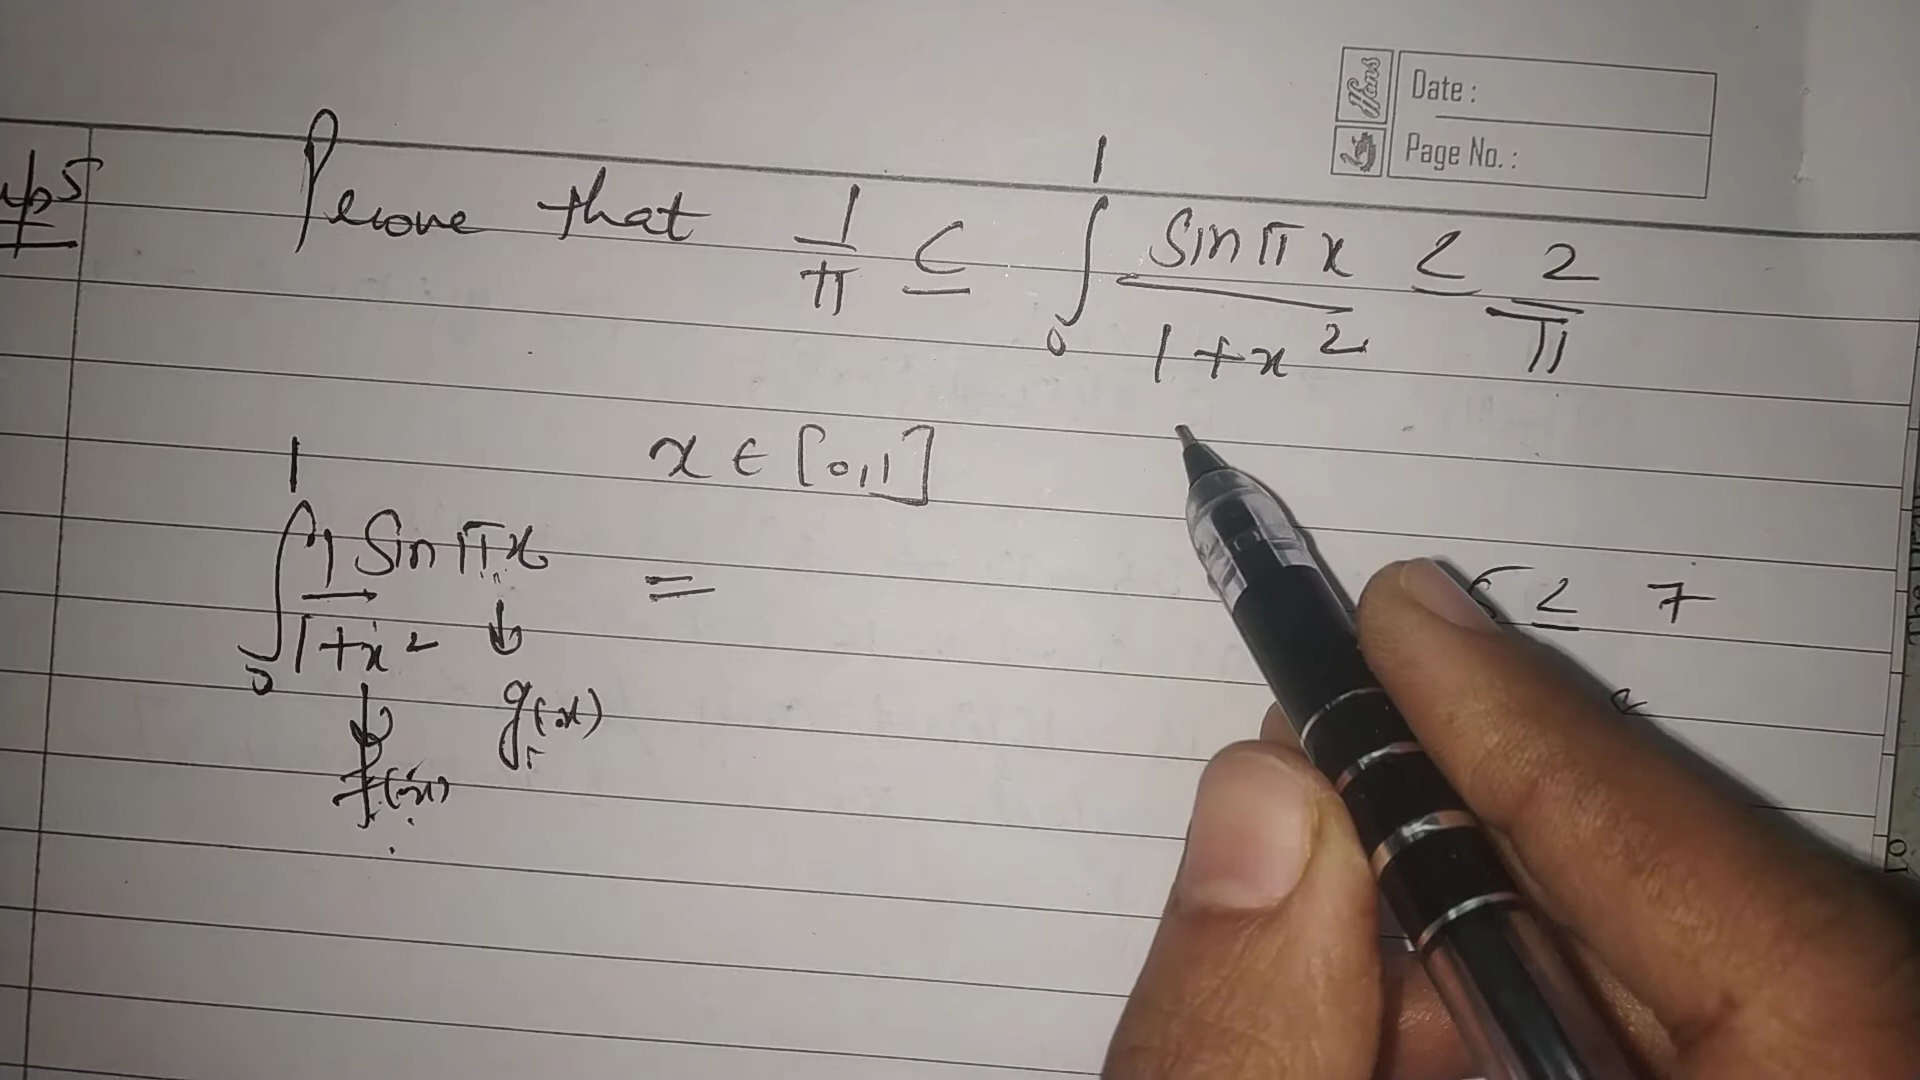 Hans
Date :
Page No. :
Prove that 1/π ≤ ∫₀¹ sin πx / 1+x² ≤ 2/π
x ∈ [0,1]
∫₀¹ 1/1+x² Sin πx =
f(x) g(x)
≤ 7